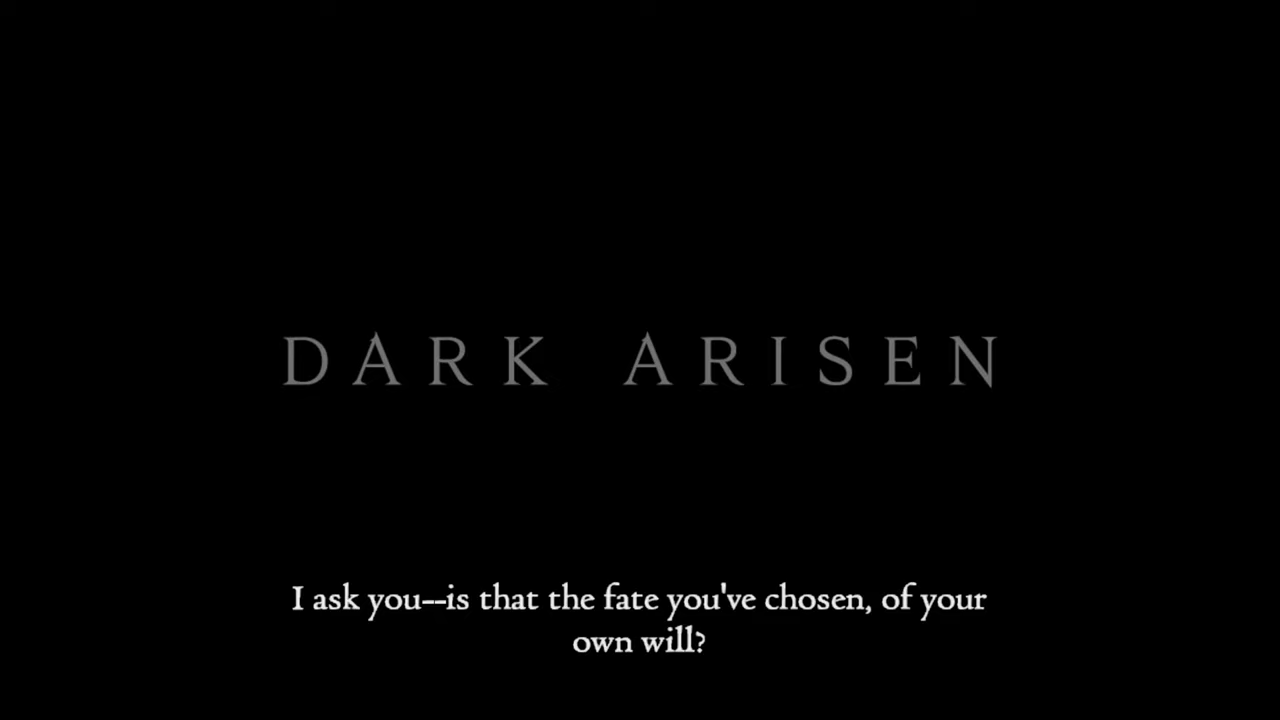 DARK ARISEN
I ask you--is that the fate you've chosen, of your
own will?